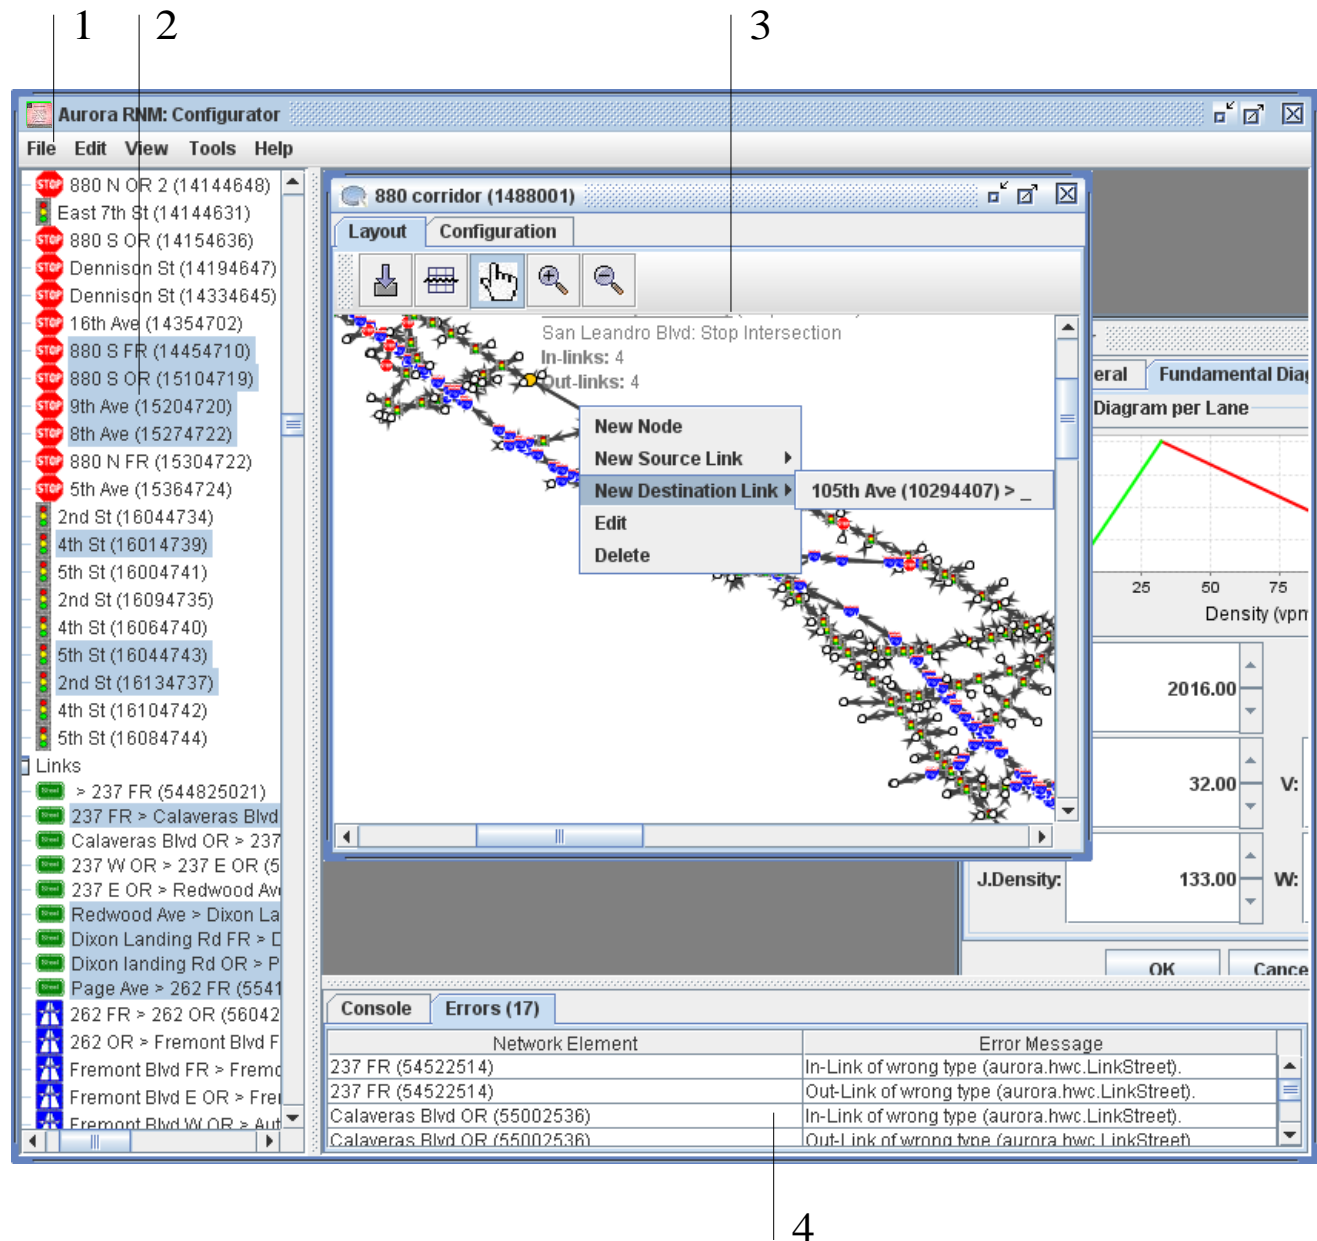 1 2 3
Aurora RNM: Configurator
File Edit View Tools Help
880 N OR 2 (14144648)
East 7th St (14144631)
880 S OR (14154636)
Dennison St (14194647)
Dennison St (14334645)
16th Ave (14354702)
880 S FR (14454710)
880 S OR (15104719)
9th Ave (15204720)
8th Ave (15274722)
880 N FR (15304722)
5th Ave (15364724)
2nd St (16044734)
4th St (16014739)
5th St (16004741)
2nd St (16094735)
4th St (16064740)
5th St (16044743)
2nd St (16134737)
4th St (16104742)
5th St (16084744)
Links
> 237 FR (544825021)
237 FR > Calaveras Blvd
Calaveras Blvd OR > 237
237 W OR > 237 E OR (5
237 E OR > Redwood Av
Redwood Ave > Dixon La
Dixon Landing Rd FR > D
Dixon landing Rd OR > P
Page Ave > 262 FR (5541
262 FR > 262 OR (56042
262 OR > Fremont Blvd F
Fremont Blvd FR > Fremo
Fremont Blvd E OR > Frem
Fremont Blvd W OR > Aut
880 corridor (1488001)
Layout Configuration
San Leandro Blvd: Stop Intersection
In-links: 4
Out-links: 4
New Node
New Source Link
New Destination Link
105th Ave (10294407) > _
Edit
Delete
eral Fundamental Diag
Diagram per Lane
25 50 75
Density (vpm
2016.00
32.00 V:
J.Density: 133.00 W:
OK Cance
Console Errors (17)
Network Element Error Message
237 FR (54522514) In-Link of wrong type (aurora.hwc.LinkStreet).
237 FR (54522514) Out-Link of wrong type (aurora.hwc.LinkStreet).
Calaveras Blvd OR (55002536) In-Link of wrong type (aurora.hwc.LinkStreet).
Calaveras Blvd OR (55002536) Out-Link of wrong type (aurora.hwc.LinkStreet)
4